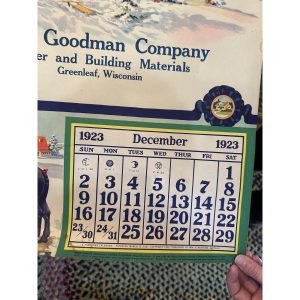 Goodman Company
er and Building Materials
Greenleaf, Wisconsin
1923 December 1923
SUN MON TUES WED THUR FRI SAT
1
2 3 4 5 6 7 8
9 10 11 12 13 14 15
16 17 18 19 20 21 22
23/30 24/31 25 26 27 28 29